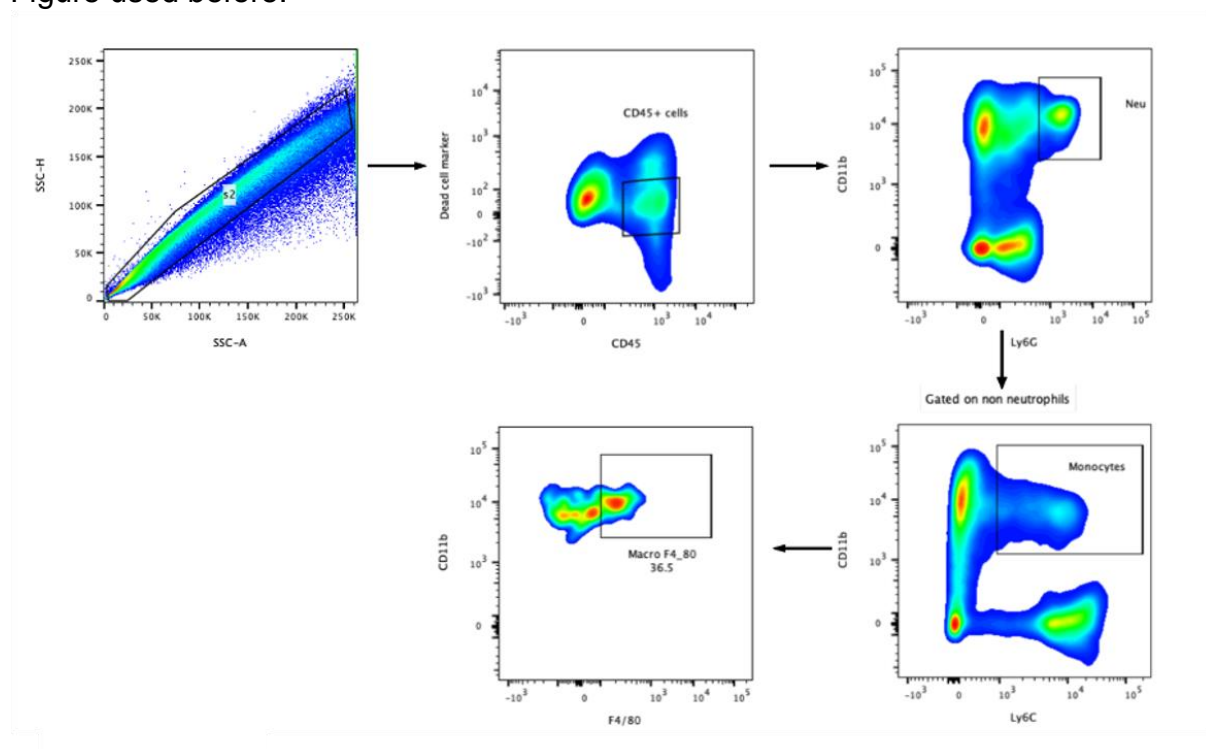 Figure used before:
250K
200K
150K
100K
50K
0
SSC-H
s2
0 50K 100K 150K 200K 250K
SSC-A
10^4
10^3
10^2
0
-10^2
-10^3
Dead cell marker
CD45+ cells
-10^3 0 10^3 10^4
CD45
10^5
10^4
10^3
0
CD11b
Neu
-10^3 0 10^3 10^4 10^5
Ly6G
Gated on non neutrophils
10^5
10^4
10^3
0
CD11b
Macro F4_80
36.5
-10^3 0 10^3 10^4 10^5
F4/80
10^5
10^4
10^3
0
CD11b
Monocytes
-10^3 0 10^3 10^4 10^5
Ly6C